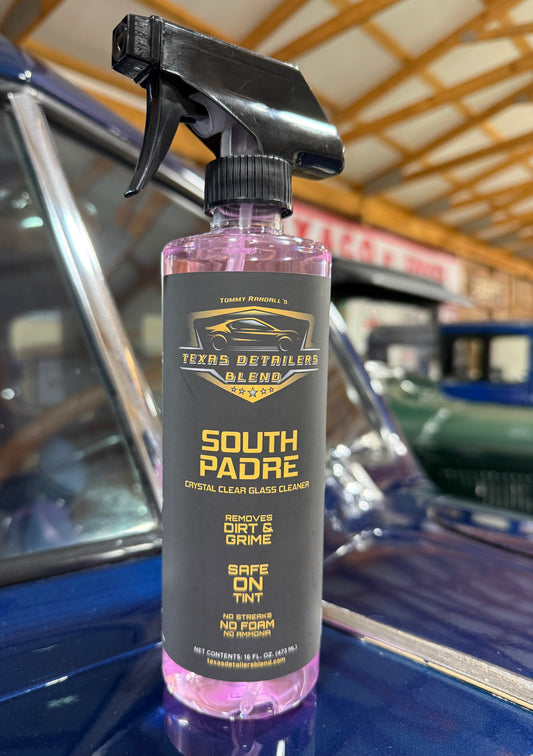 TOMMY RANDALL'S
TEXAS DETAILERS
BLEND
SOUTH
PADRE
CRYSTAL CLEAR GLASS CLEANER
REMOVES
DIRT &
GRIME
SAFE
ON
TINT
NO STREAKS
NO FOAM
NO AMMONIA
NET CONTENTS: 16 FL. OZ. (473 ML)
texasdetailersblend.com